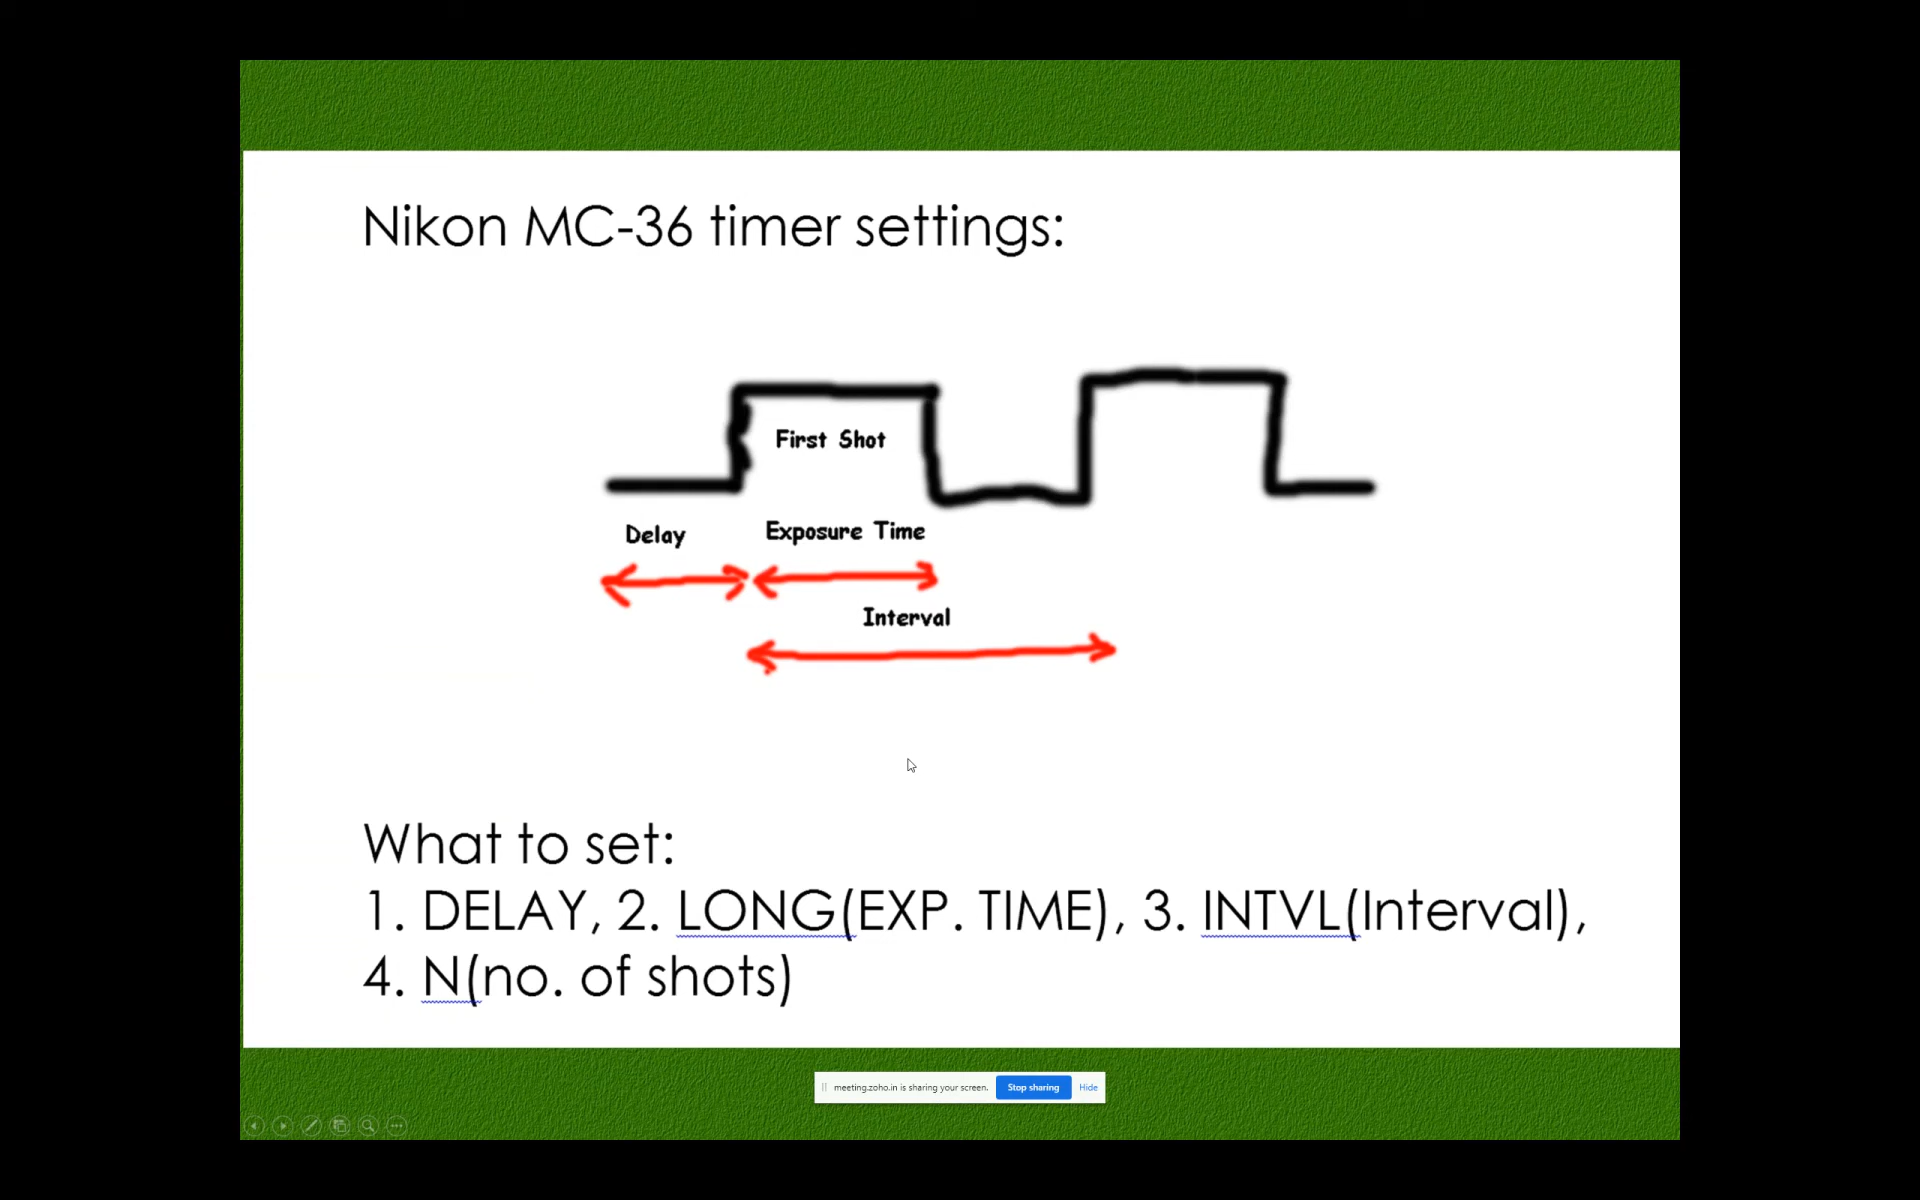 Nikon MC-36 timer settings:
First Shot
Delay
Exposure Time
Interval
What to set:
1. DELAY, 2. LONG(EXP. TIME), 3. INTVL(Interval),
4. N(no. of shots)
meeting.zoho.in is sharing your screen. Stop sharing Hide